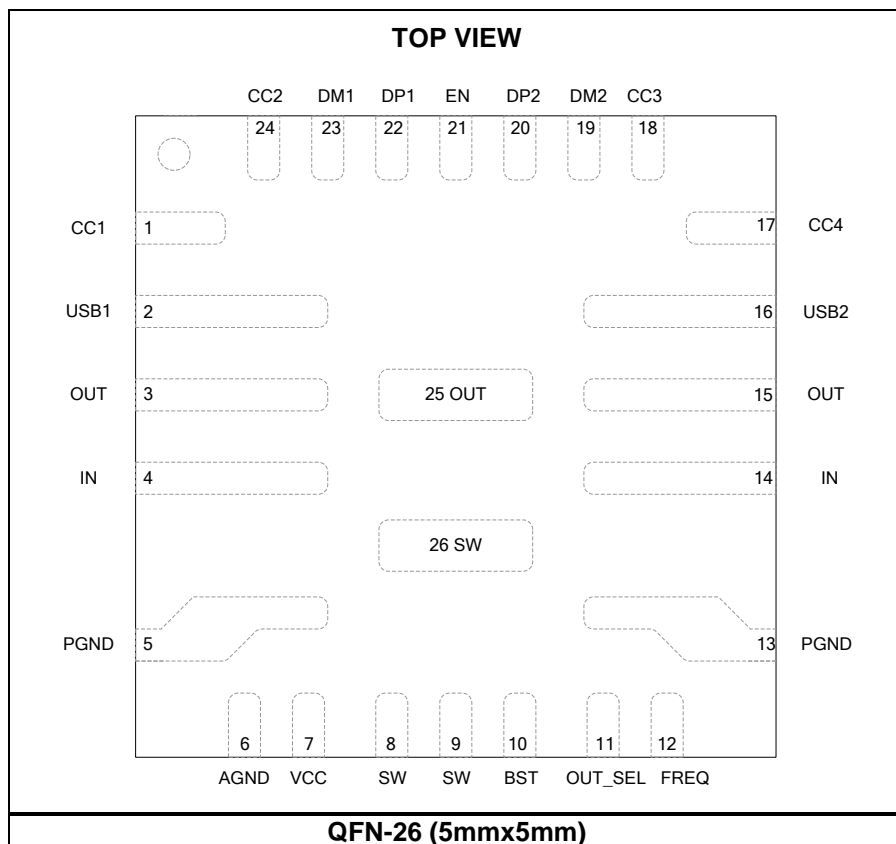 TOP VIEW
CC2 DM1 DP1 EN DP2 DM2 CC3
24 23 22 21 20 19 18
CC1 1 17 CC4
USB1 2 16 USB2
OUT 3 25 OUT 15 OUT
IN 4 14 IN
26 SW
PGND 5 13 PGND
6 7 8 9 10 11 12
AGND VCC SW SW BST OUT_SEL FREQ
QFN-26 (5mmx5mm)